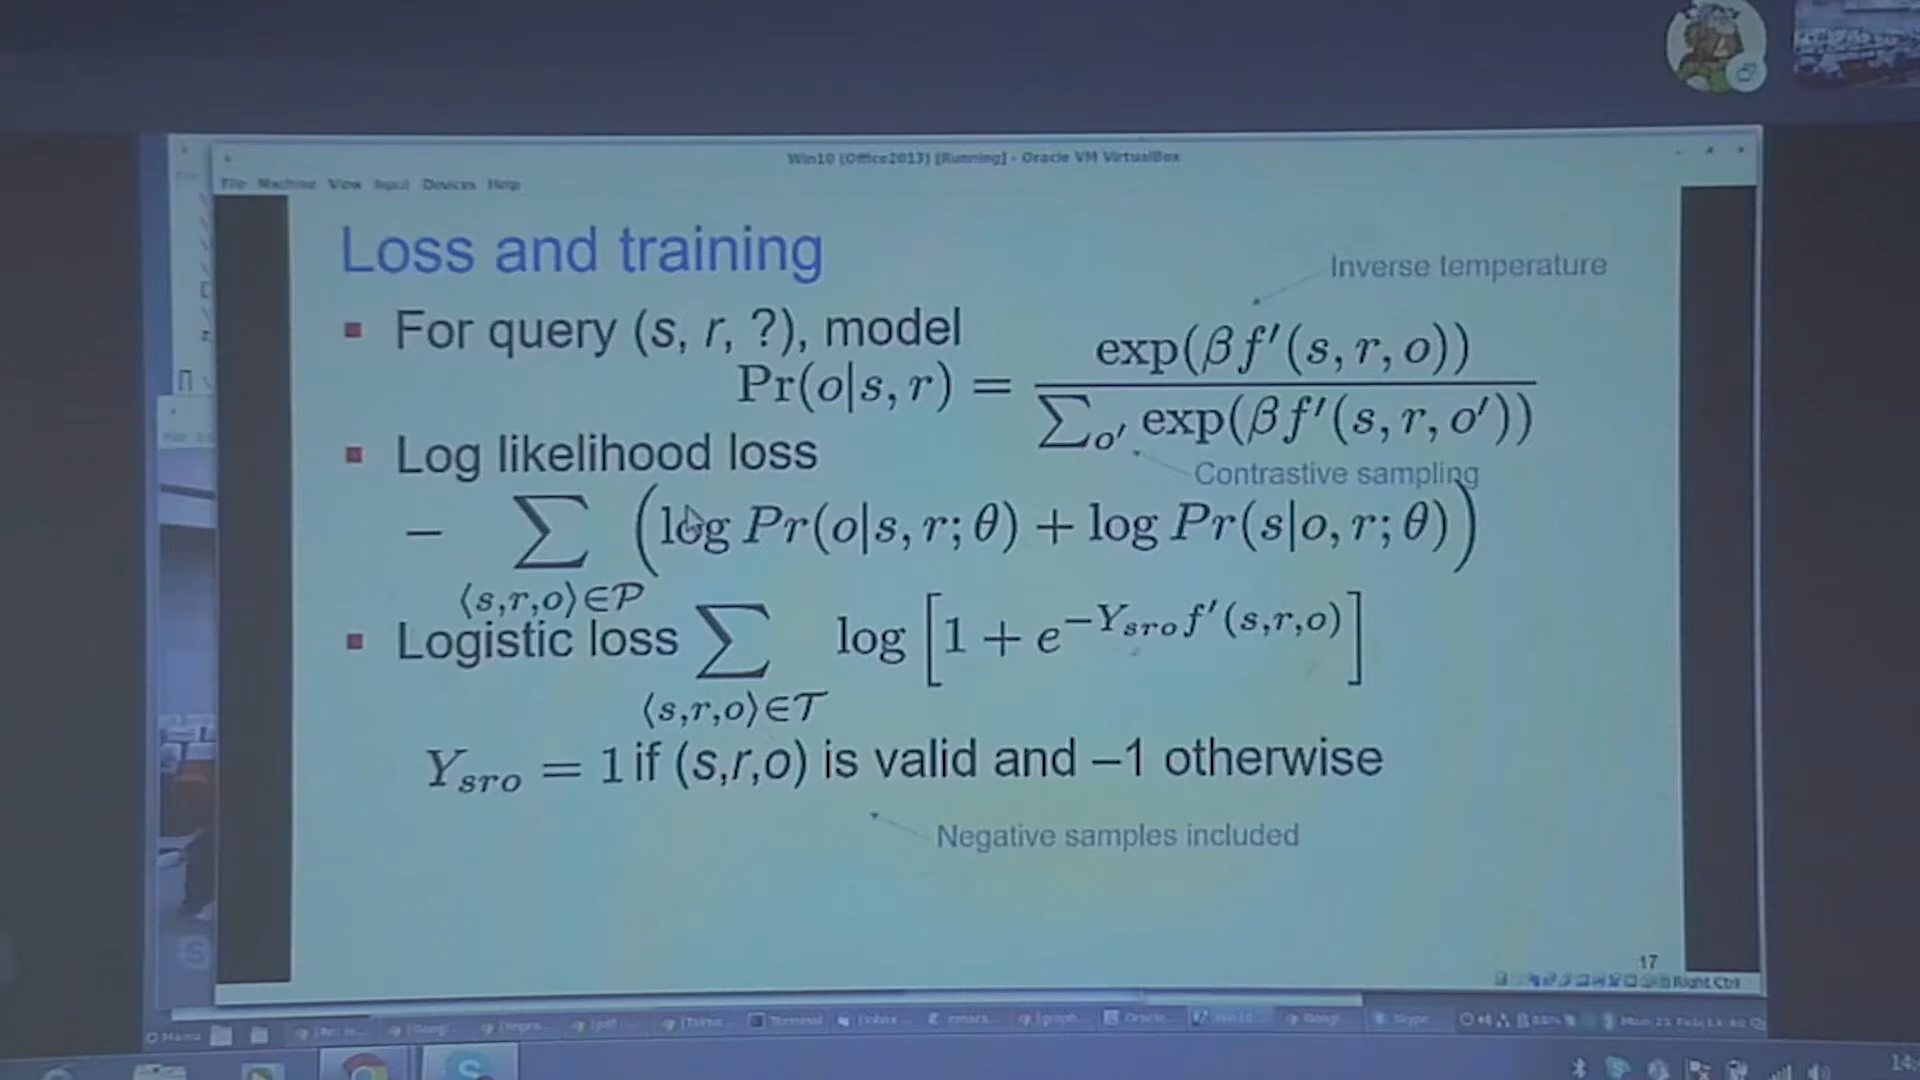 Win10 (Office2013) [Running] - Oracle VM VirtualBox
File Machine View Input Devices Help
Loss and training
Inverse temperature
For query (s, r, ?), model
Pr(o|s, r) = exp(βf′(s, r, o)) / ∑o′ exp(βf′(s, r, o′))
Log likelihood loss
Contrastive sampling
− ∑⟨s,r,o⟩∈𝒫 (log Pr(o|s, r; θ) + log Pr(s|o, r; θ))
Logistic loss ∑⟨s,r,o⟩∈𝒯 log [1 + e^−Ysro f′(s,r,o)]
Ysro = 1 if (s,r,o) is valid and –1 otherwise
Negative samples included
17
Right Ctrl
Menu Terminal